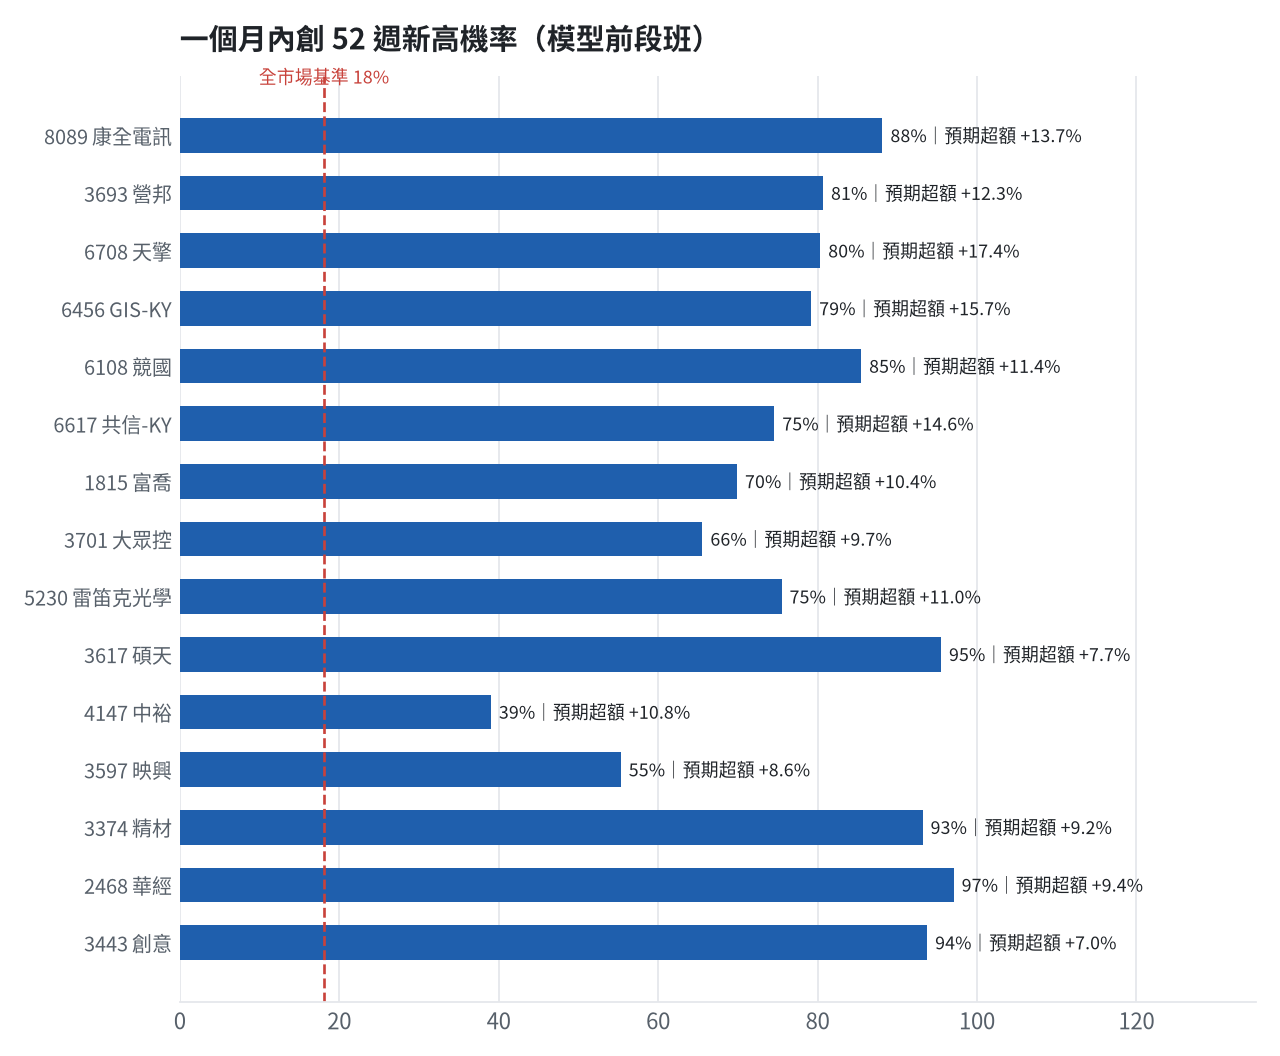 一個月內創 52 週新高機率（模型前段班）
全市場基準 18%
8089 康全電訊 88%｜預期超額 +13.7%
3693 營邦 81%｜預期超額 +12.3%
6708 天擎 80%｜預期超額 +17.4%
6456 GIS-KY 79%｜預期超額 +15.7%
6108 競國 85%｜預期超額 +11.4%
6617 共信-KY 75%｜預期超額 +14.6%
1815 富喬 70%｜預期超額 +10.4%
3701 大眾控 66%｜預期超額 +9.7%
5230 雷笛克光學 75%｜預期超額 +11.0%
3617 碩天 95%｜預期超額 +7.7%
4147 中裕 39%｜預期超額 +10.8%
3597 映興 55%｜預期超額 +8.6%
3374 精材 93%｜預期超額 +9.2%
2468 華經 97%｜預期超額 +9.4%
3443 創意 94%｜預期超額 +7.0%
0 20 40 60 80 100 120